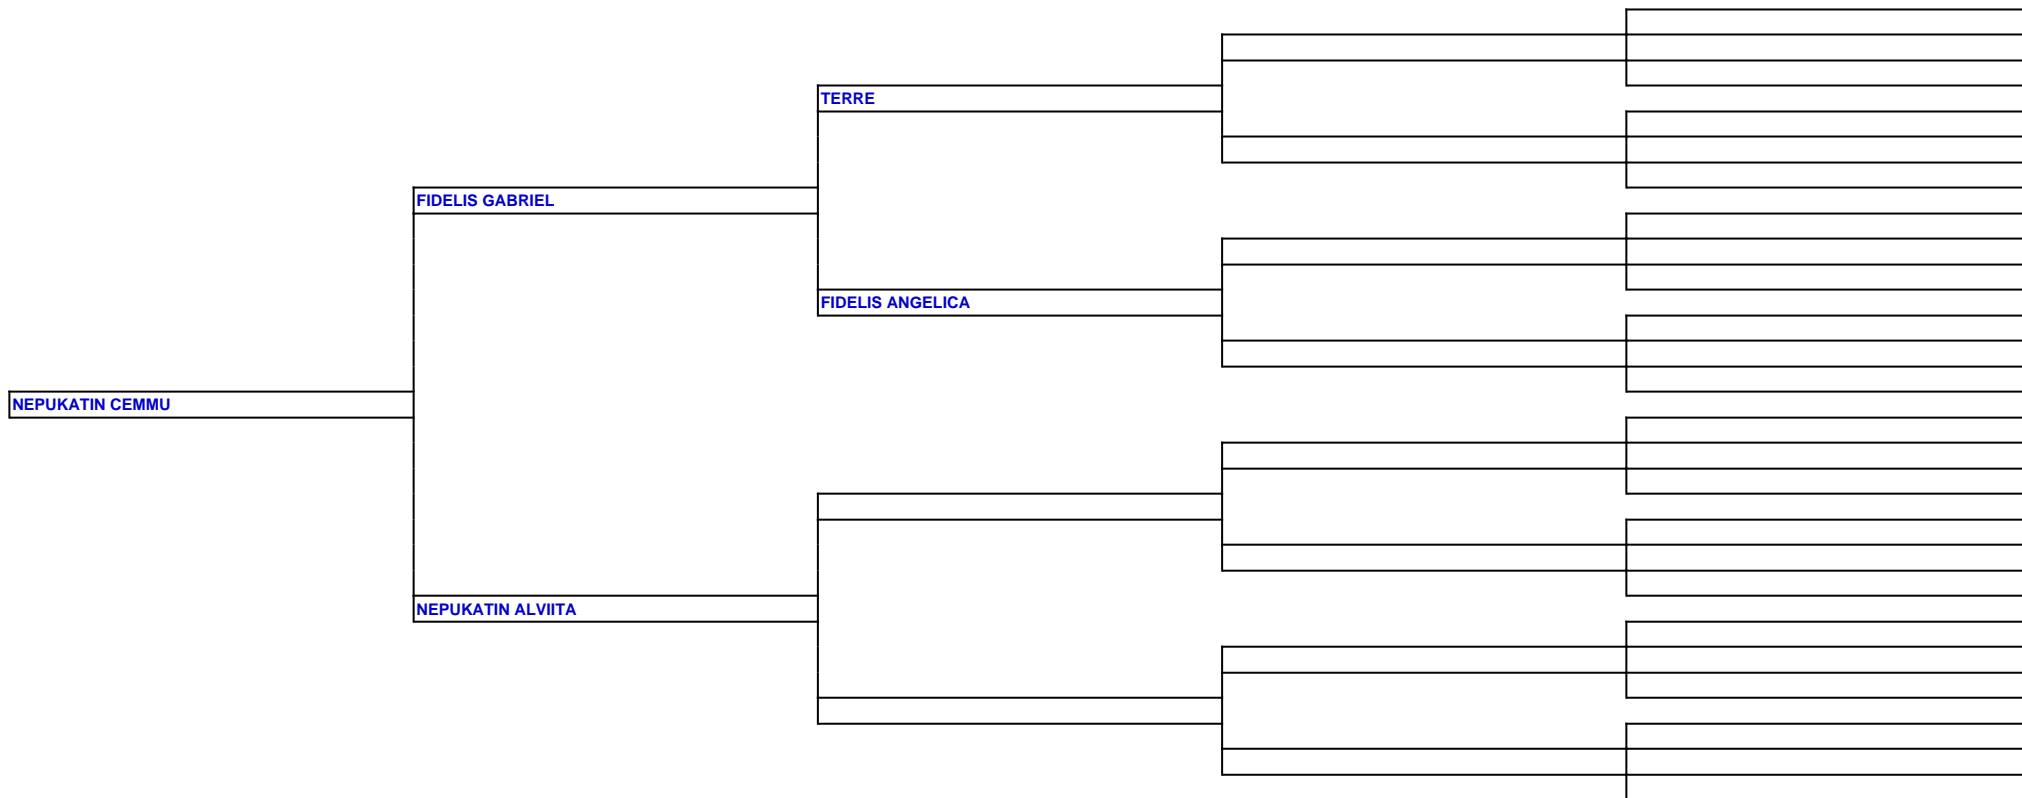 TERRE
FIDELIS GABRIEL
FIDELIS ANGELICA
NEPUKATIN CEMMU
NEPUKATIN ALVIITA